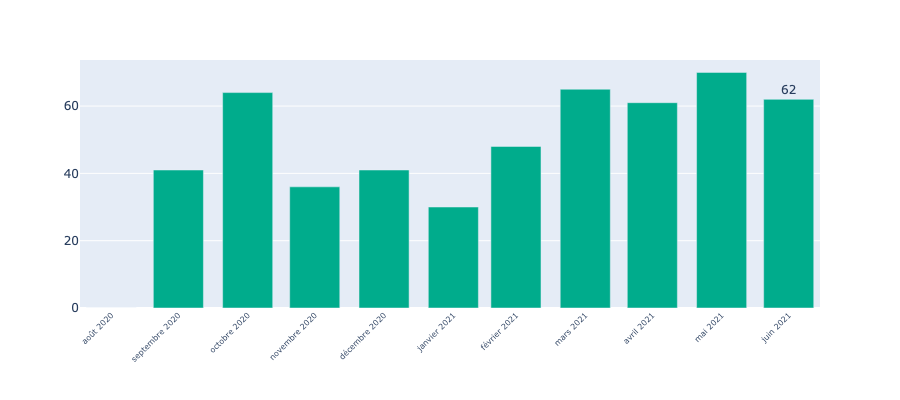 62
60
40
20
0
août 2020
septembre 2020
octobre 2020
novembre 2020
décembre 2020
janvier 2021
février 2021
mars 2021
avril 2021
mai 2021
juin 2021